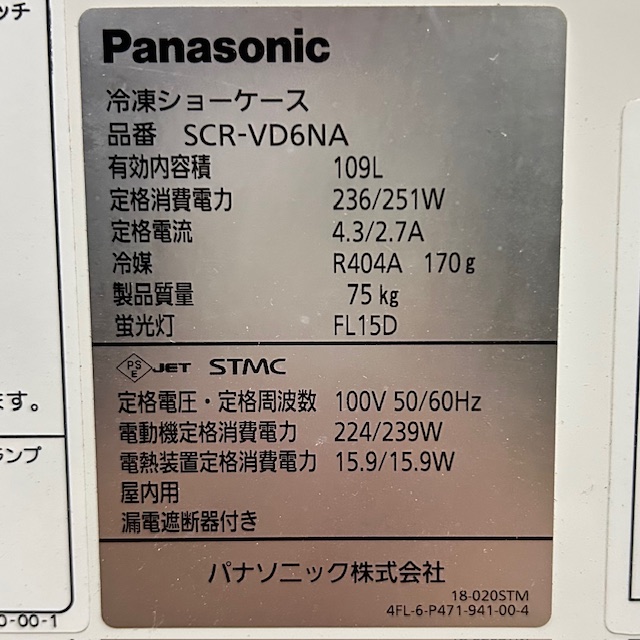 ッチ
Panasonic
冷凍ショーケース
品番 SCR-VD6NA
有効内容積 109L
定格消費電力 236/251W
定格電流 4.3/2.7A
冷媒 R404A 170g
製品質量 75kg
蛍光灯 FL15D
PS
E JET STMC
定格電圧・定格周波数 100V 50/60Hz
電動機定格消費電力 224/239W
電熱装置定格消費電力 15.9/15.9W
屋内用
漏電遮断器付き
パナソニック株式会社
18-020STM
4FL-6-P471-941-00-4
ます。
ランプ
0-00-1